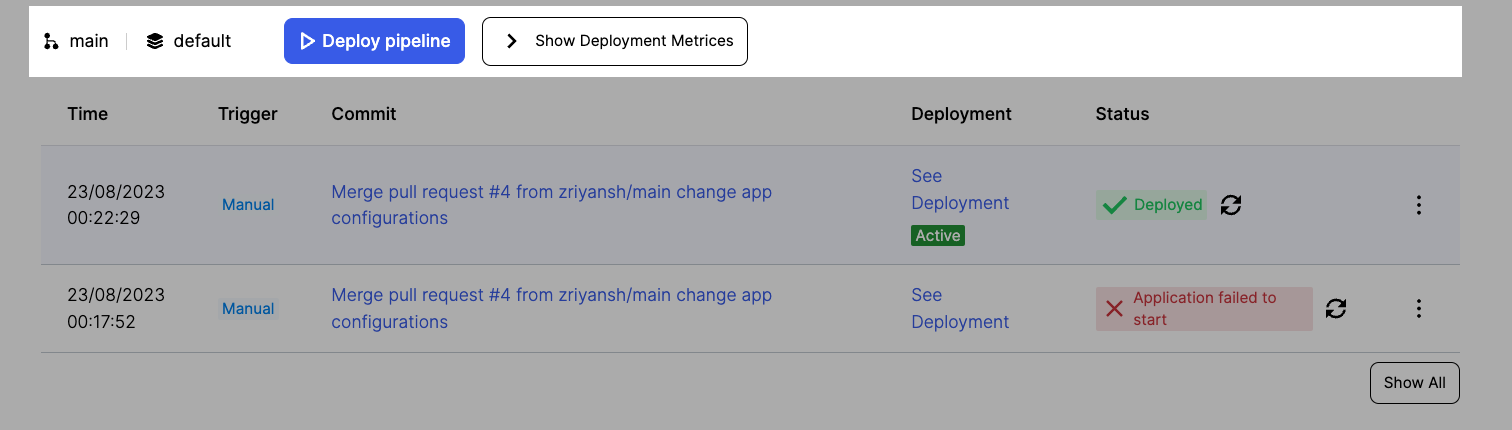 main default Deploy pipeline Show Deployment Metrices
Time Trigger Commit Deployment Status
23/08/2023
00:22:29
Manual
Merge pull request #4 from zriyansh/main change app
configurations
See
Deployment
Active
Deployed
23/08/2023
00:17:52
Manual
Merge pull request #4 from zriyansh/main change app
configurations
See
Deployment
Application failed to
start
Show All